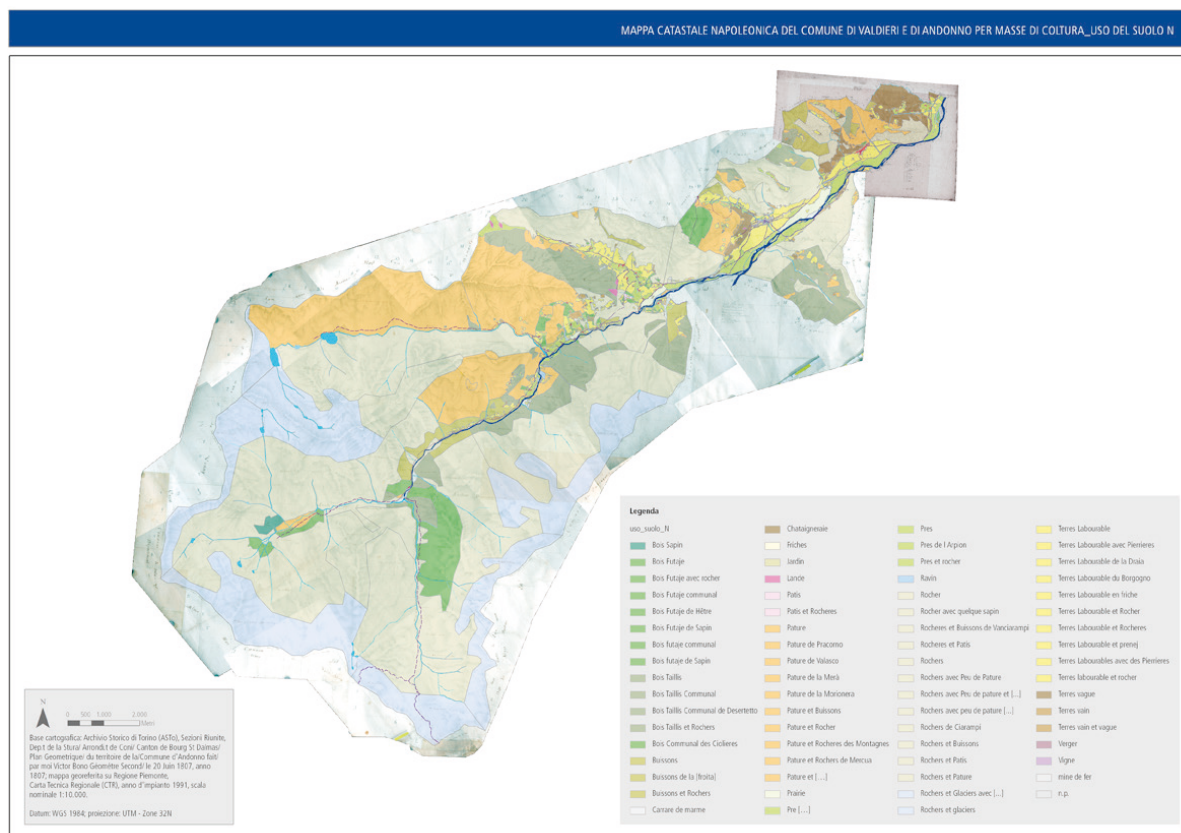 MAPPA CATASTALE NAPOLEONICA DEL COMUNE DI VALDIERI E DI ANDONNO PER MASSE DI COLTURA_USO DEL SUOLO N
Legenda
uso_suolo_N
Bois Sapin
Bois Futaje
Bois Futaje avec rocher
Bois Futaje communal
Bois Futaje de Hêtre
Bois Futaje de Sapin
Bois futaje communal
Bois futaje de Sapin
Bois Taillis
Bois Taillis Communal
Bois Taillis Communal de Desertetto
Bois Taillis et Rochers
Bois Communal des Ciolieres
Buissons
Buissons de la [froita]
Buissons et Rochers
Carrare de marme
Chataigneraie
Friches
Jardin
Lande
Patis
Patis et Rocheres
Pature
Pature de Pracorno
Pature de Valasco
Pature de la Merà
Pature de la Morionera
Pature et Buissons
Pature et Rocher
Pature et Rocheres des Montagnes
Pature et Rochers de Mercua
Pature et [...]
Prairie
Pre [...]
Pres
Pres de l Arpion
Pres et rocher
Ravin
Rocher
Rocher avec quelque sapin
Rocheres et Buissons de Vanciarampi
Rocheres et Patis
Rochers
Rochers avec Peu de Pature
Rochers avec Peu de pature et [...]
Rochers avec peu de pature [...]
Rochers de Ciarampi
Rochers et Buissons
Rochers et Patis
Rochers et Pature
Rochers et Glaciers avec [...]
Rochers et glaciers
Terres Labourable
Terres Labourable avec Pierrieres
Terres Labourable de la Draia
Terres Labourable du Borgogno
Terres Labourable en friche
Terres Labourable et Rocher
Terres Labourable et Rocheres
Terres Labourable et prenej
Terres Labourables avec des Pierrieres
Terres labourable et rocher
Terres vague
Terres vain
Terres vain et vague
Verger
Vigne
mine de fer
n.p.
N
0 500 1.000 2.000
Metri
Base cartografica: Archivio Storico di Torino (ASTo), Sezioni Riunite,
Dep.t de la Stura/ Arrondi.t de Coni/ Canton de Bourg St Dalmas/
Plan Geometrique/ du territoire de la/Commune d'Andonno fait/
par moi Victor Bono Geomètre Second/ le 20 Juin 1807, anno
1807; mappa georeferita su Regione Piemonte,
Carta Tecnica Regionale (CTR), anno d'impianto 1991, scala
nominale 1:10.000.
Datum: WGS 1984; proiezione: UTM - Zone 32N